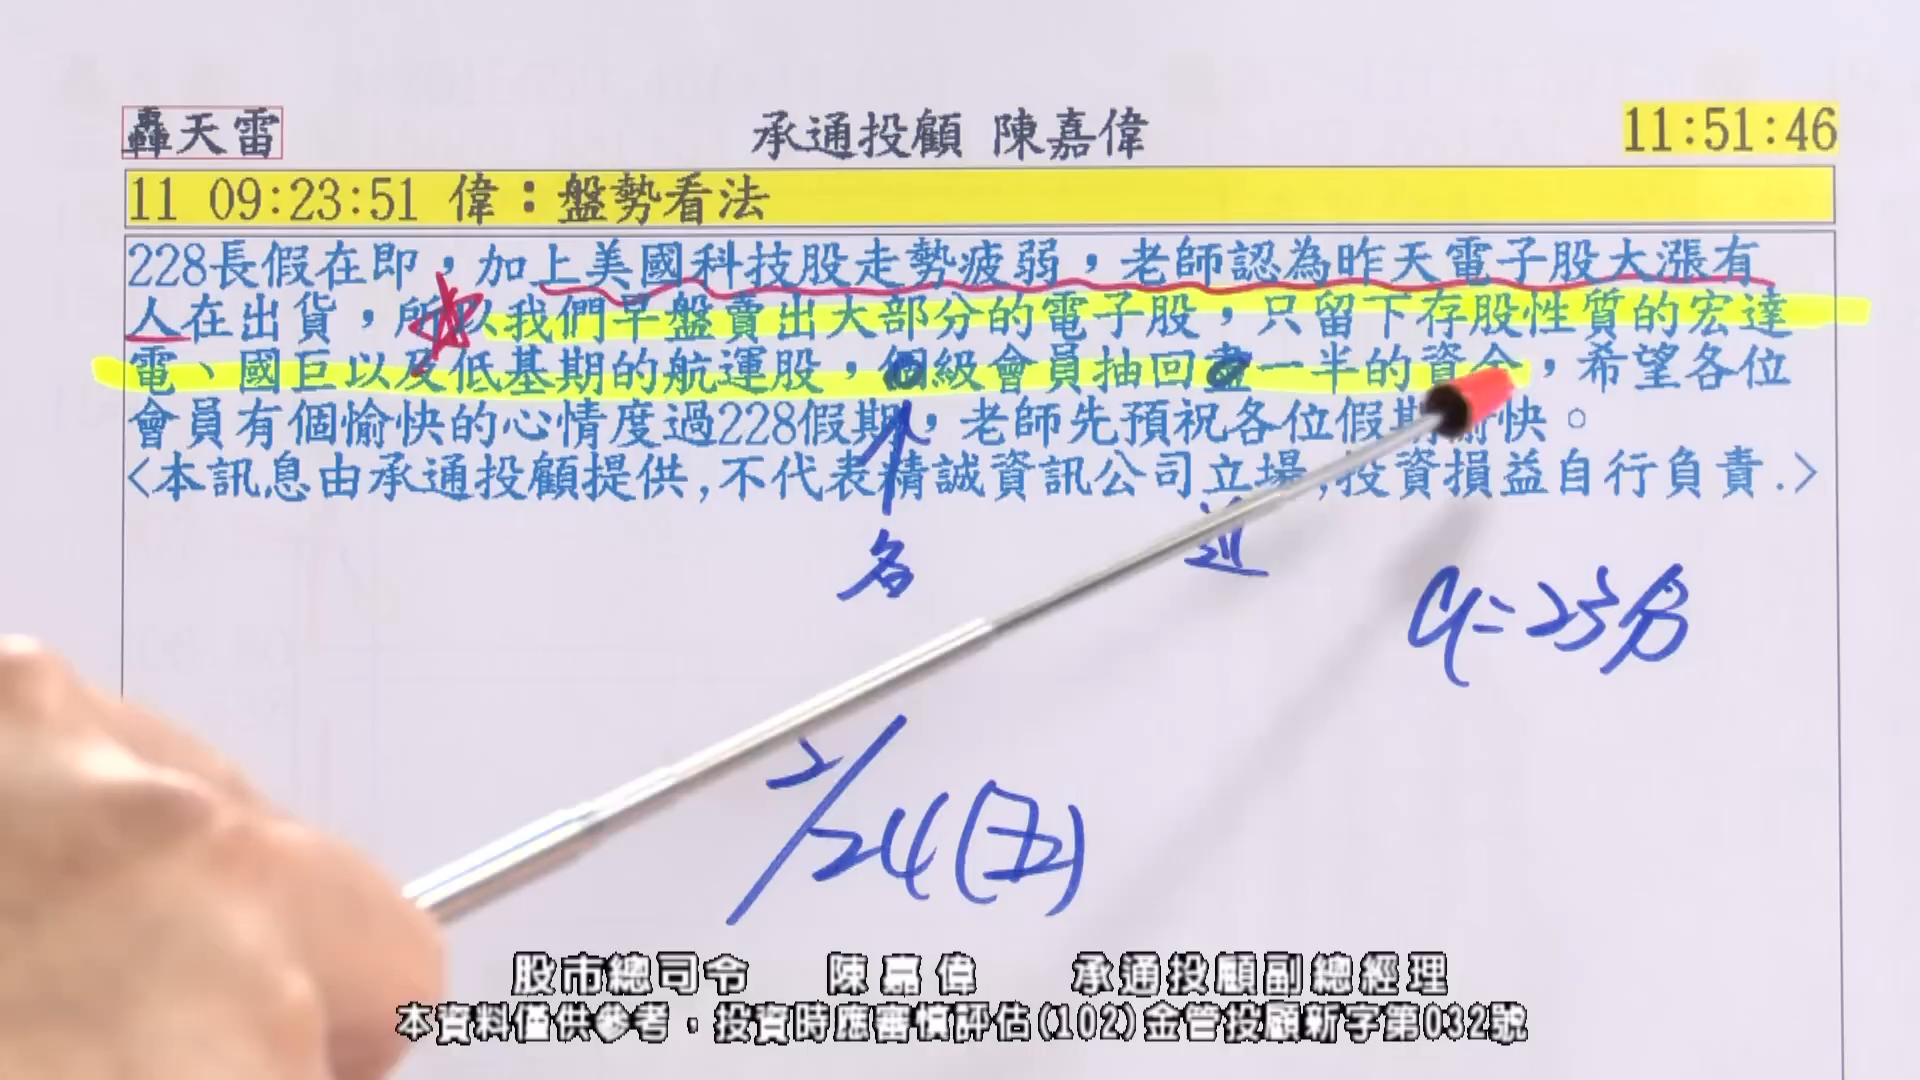 轟天雷 承通投顧 陳嘉偉 11:51:46
11 09:23:51 偉：盤勢看法
228長假在即，加上美國科技股走勢疲弱，老師認為昨天電子股大漲有
人在出貨，所以我們早盤賣出大部分的電子股，只留下存股性質的宏達
電、國巨以及低基期的航運股，個級會員抽回盡一半的資金，希望各位
會員有個愉快的心情度過228假期，老師先預祝各位假期愉快。
<本訊息由承通投顧提供,不代表精誠資訊公司立場,投資損益自行負責.>
各 近
9=23分
2/24(五)
股市總司令 陳嘉偉 承通投顧副總經理
本資料僅供參考，投資時應審慎評估(102)金管投顧新字第032號